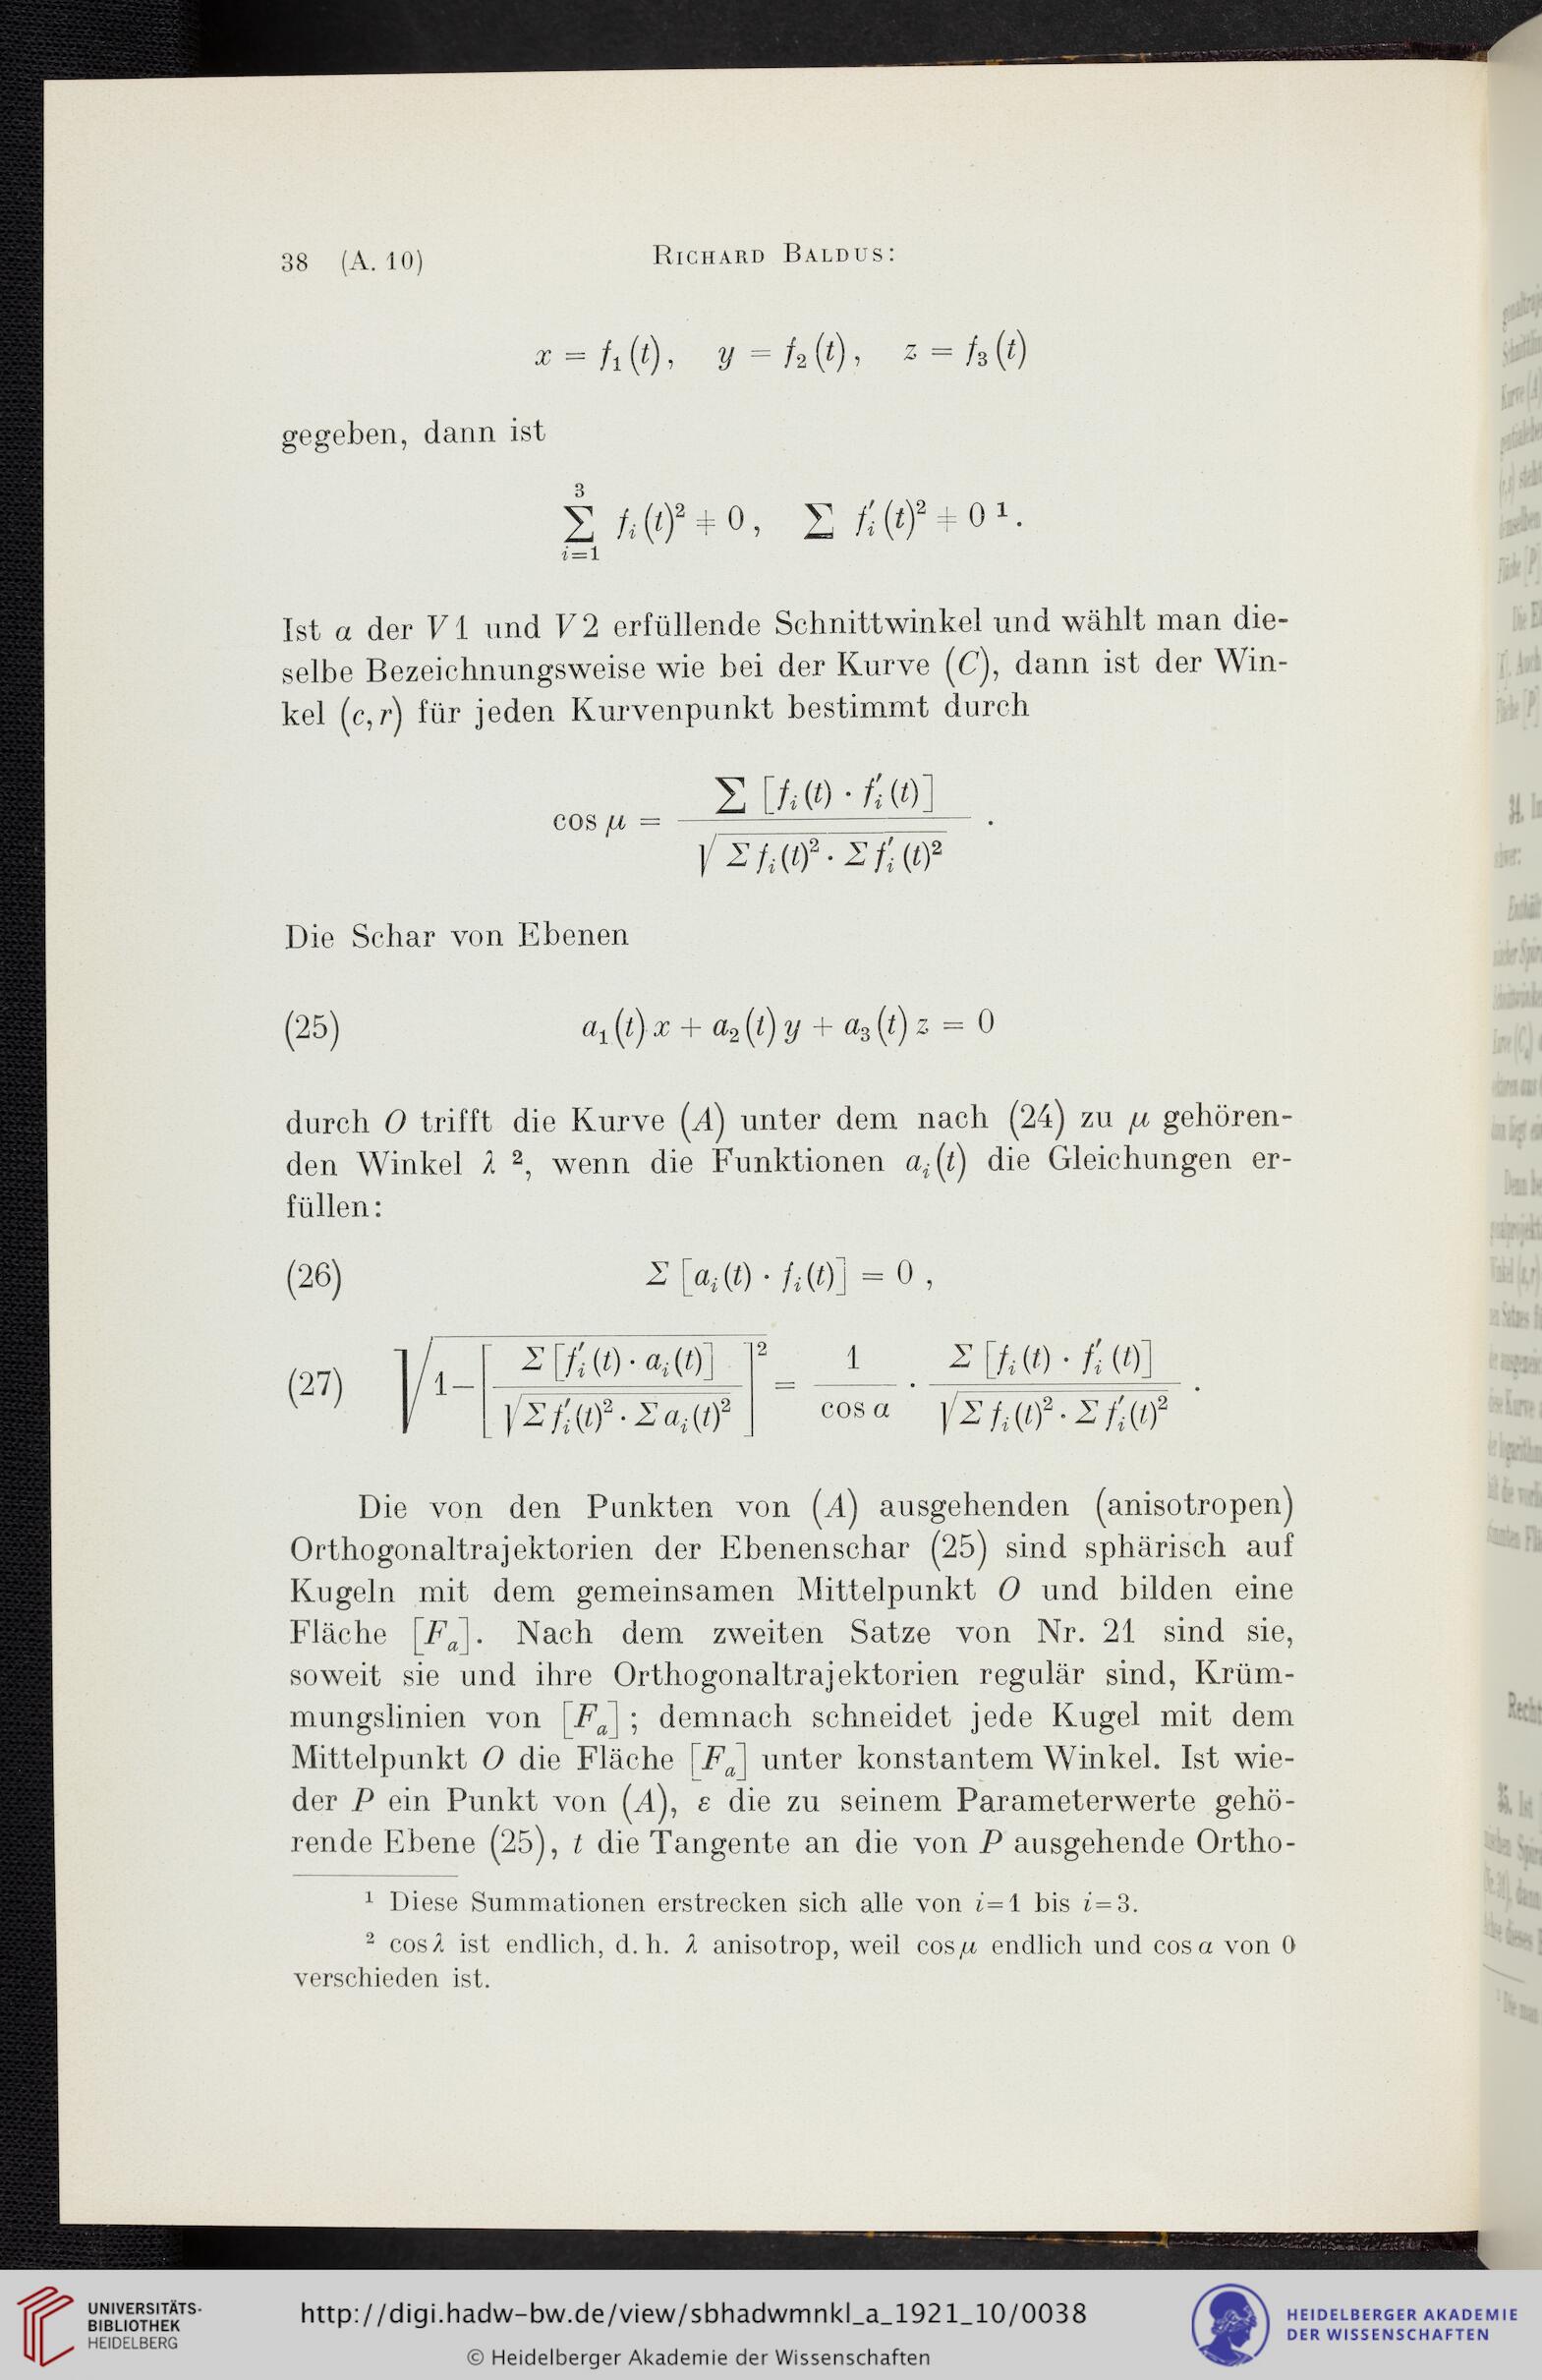 38 (A. 10) RICHARD BALDUS:
x = f₁(t), y = f₂(t), z = f₃(t)
gegeben, dann ist
3
∑ fᵢ(t)² ≠ 0, ∑ fᵢ′(t)² ≠ 0 ¹.
i=1
Ist α der V1 und V2 erfüllende Schnittwinkel und wählt man die-
selbe Bezeichnungsweise wie bei der Kurve (C), dann ist der Win-
kel (c, r) für jeden Kurvenpunkt bestimmt durch
cos μ = ∑ [fᵢ(t) · fᵢ′(t)] / √(Σ fᵢ(t)² · Σ fᵢ′(t)²) .
Die Schar von Ebenen
(25) a₁(t) x + a₂(t) y + a₃(t) z = 0
durch O trifft die Kurve (A) unter dem nach (24) zu μ gehören-
den Winkel λ ², wenn die Funktionen aᵢ(t) die Gleichungen er-
füllen:
(26) Σ [aᵢ(t) · fᵢ(t)] = 0 ,
(27) √(1 − [Σ [fᵢ′(t) · aᵢ(t)] / √(Σ fᵢ′(t)² · Σ aᵢ(t)²)]²) = 1 / cos α · Σ [fᵢ(t) · fᵢ′(t)] / √(Σ fᵢ(t)² · Σ fᵢ′(t)²) .
Die von den Punkten von (A) ausgehenden (anisotropen)
Orthogonaltrajektorien der Ebenenschar (25) sind sphärisch auf
Kugeln mit dem gemeinsamen Mittelpunkt O und bilden eine
Fläche [Fₐ]. Nach dem zweiten Satze von Nr. 21 sind sie,
soweit sie und ihre Orthogonaltrajektorien regulär sind, Krüm-
mungslinien von [Fₐ]; demnach schneidet jede Kugel mit dem
Mittelpunkt O die Fläche [Fₐ] unter konstantem Winkel. Ist wie-
der P ein Punkt von (A), ε die zu seinem Parameterwerte gehö-
rende Ebene (25), t die Tangente an die von P ausgehende Ortho-
¹ Diese Summationen erstrecken sich alle von i=1 bis i=3.
² cos λ ist endlich, d. h. λ anisotrop, weil cos μ endlich und cos α von 0
verschieden ist.
UNIVERSITÄTS-
BIBLIOTHEK
HEIDELBERG
http://digi.hadw-bw.de/view/sbhadwmnkl_a_1921_10/0038
© Heidelberger Akademie der Wissenschaften
HEIDELBERGER AKADEMIE
DER WISSENSCHAFTEN